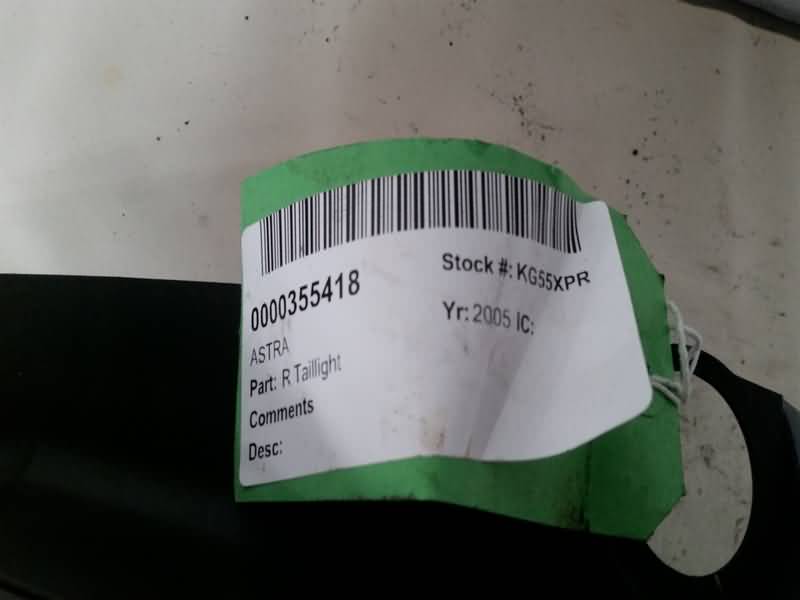 0000355418
Stock #: KG55XPR
ASTRA
Yr: 2005 IC:
Part: R Taillight
Comments
Desc: